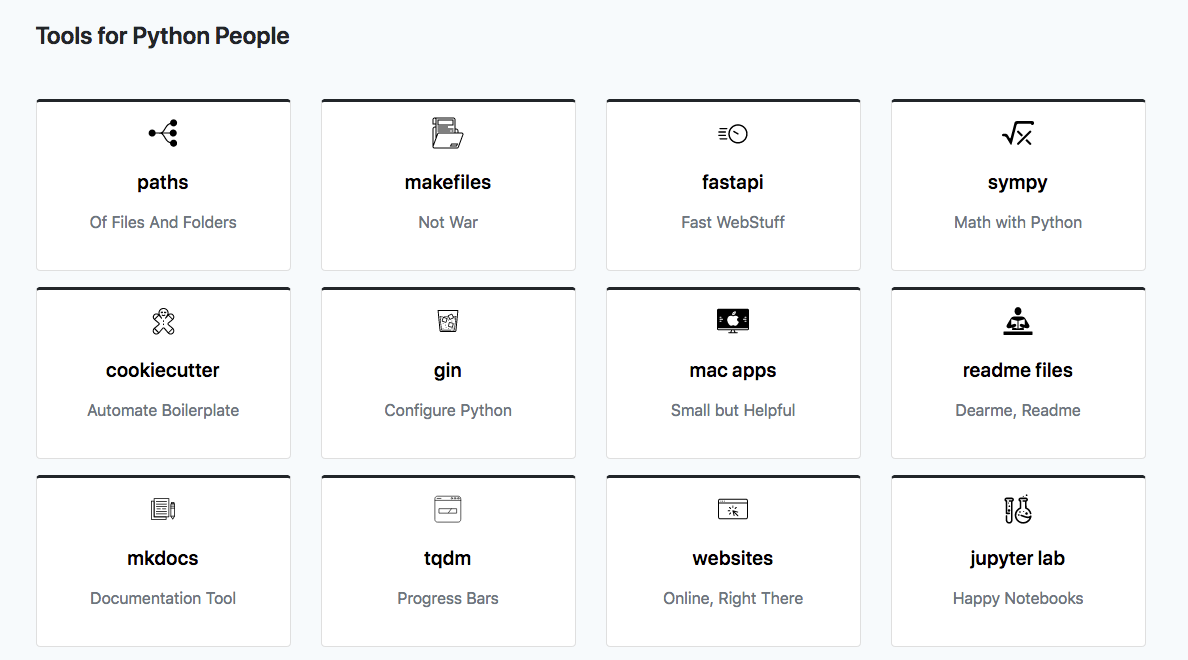 Tools for Python People
paths
Of Files And Folders
makefiles
Not War
fastapi
Fast WebStuff
sympy
Math with Python
cookiecutter
Automate Boilerplate
gin
Configure Python
mac apps
Small but Helpful
readme files
Dearme, Readme
mkdocs
Documentation Tool
tqdm
Progress Bars
websites
Online, Right There
jupyter lab
Happy Notebooks